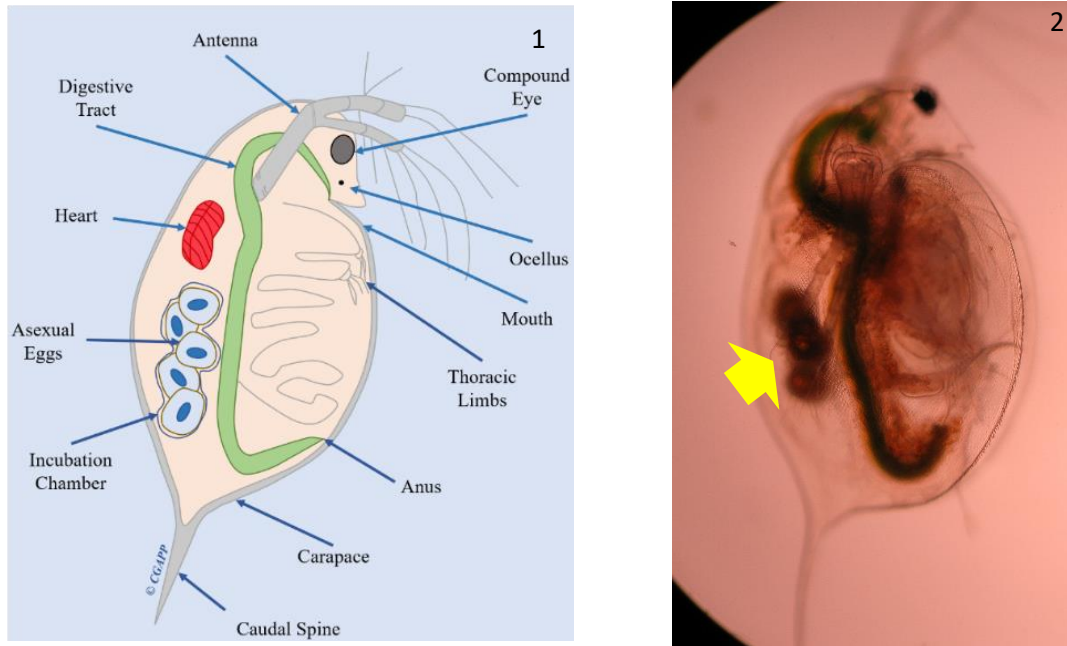 1
Antenna
Compound
Eye
Digestive
Tract
Heart
Ocellus
Mouth
Asexual
Eggs
Thoracic
Limbs
Incubation
Chamber
Anus
Carapace
© CGAPP
Caudal Spine
2